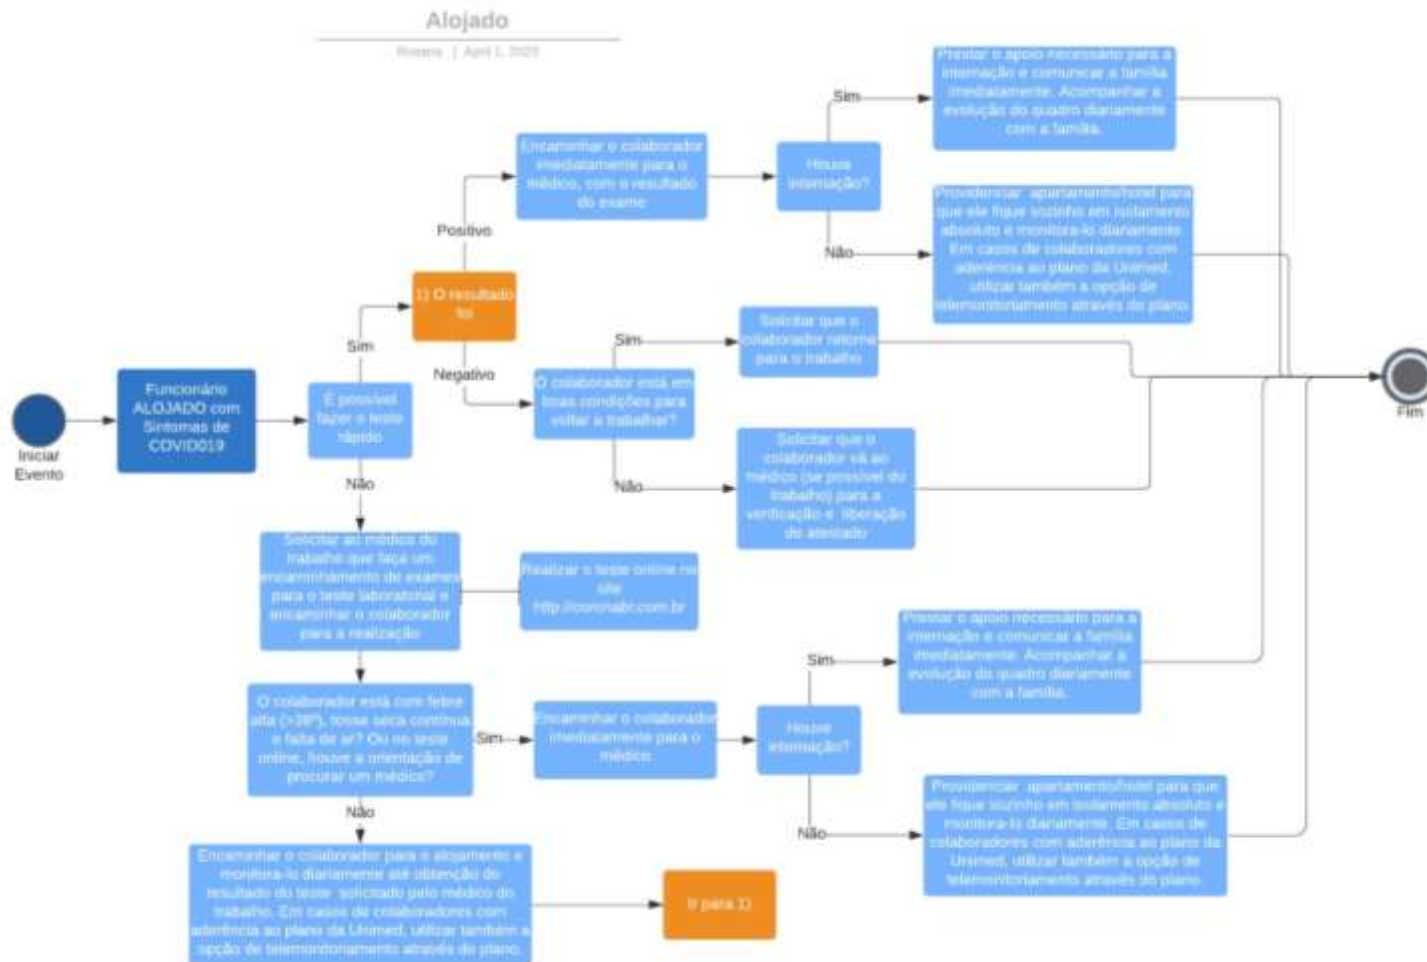 Alojado
Rosana | April 1, 2020
Iniciar
Evento
Funcionário
ALOJADO com
Sintomas de
COVID019
É possível
fazer o teste
rápido
Sim
Não
1) O resultado
foi
Positivo
Negativo
Encaminhar o colaborador
imediatamente para o
médico, com o resultado
do exame
Houve
internação?
Sim
Prestar o apoio necessário para a
internação e comunicar a família
imediatamente. Acompanhar a
evolução do quadro diariamente
com a família.
Não
Providenciar apartamento/hotel para
que ele fique sozinho em isolamento
absoluto e monitora-lo diariamente.
Em casos de colaboradores com
aderência ao plano da Unimed,
utilizar também a opção de
telemonitoriamento através do plano.
O colaborador está em
boas condições para
voltar a trabalhar?
Sim
Solicitar que o
colaborador retorne
para o trabalho
Não
Solicitar que o
colaborador vá ao
médico (se possível do
trabalho) para a
verificação e liberação
do atestado
Fim
Solicitar ao médico do
trabalho que faça um
encaminhamento de exames
para o teste laboratorial e
encaminhar o colaborador
para a realização
Realizar o teste online no
site
http://coronabr.com.br
O colaborador está com febre
alta (>38º), tosse seca contínua
e falta de ar? Ou no teste
online, houve a orientação de
procurar um médico?
Sim
Encaminhar o colaborador
imediatamente para o
médico
Houve
internação?
Sim
Prestar o apoio necessário para a
internação e comunicar a família
imediatamente. Acompanhar a
evolução do quadro diariamente
com a família.
Não
Providenciar apartamento/hotel para que
ele fique sozinho em isolamento absoluto e
monitora-lo diariamente. Em casos de
colaboradores com aderência ao plano da
Unimed, utilizar também a opção de
telemonitoriamento através do plano.
Não
Encaminhar o colaborador para o alojamento e
monitora-lo diariamente até obtenção do
resultado do teste solicitado pelo médico do
trabalho. Em casos de colaboradores com
aderência ao plano da Unimed, utilizar também a
opção de telemonitoriamento através do plano.
Ir para 1)